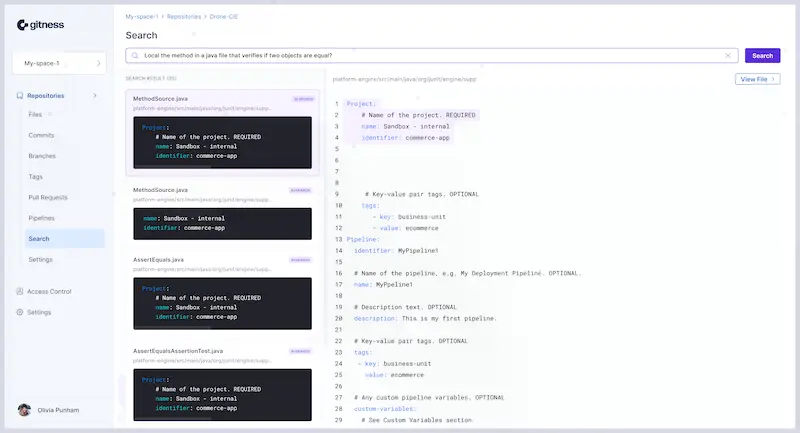 gitness
My-space-1
Repositories
Files
Commits
Branches
Tags
Pull Requests
Pipelines
Search
Settings
Access Control
Settings
Olivia Punham
My-space-1 > Repositories > Drone-CIE
Search
Local the method in a java file that verifies if two objects are equal?
Search
MethodSource.java
platform-engine/src/main/java/org/junit/engine/supp...
Project:
# Name of the project. REQUIRED
name: Sandbox - internal
identifier: commerce-app
MethodSource.java
platform-engine/src/main/java/org/junit/engine/supp...
name: Sandbox - internal
identifier: commerce-app
AssertEquals.java
platform-engine/src/main/java/org/junit/engine/supp...
Project:
# Name of the project. REQUIRED
name: Sandbox - internal
identifier: commerce-app
AssertEqualsAssertionTest.java
platform-engine/src/main/java/org/junit/engine/supp...
Project:
# Name of the project. REQUIRED
name: Sandbox - internal
identifier: commerce-app
platform-engine/src/main/java/org/junit/engine/supp
View File >
1 Project:
2 # Name of the project. REQUIRED
3 name: Sandbox - internal
4 identifier: commerce-app
5
6
7
8
9 # Key-value pair tags. OPTIONAL
10 tags:
11 - key: business-unit
12 - value: ecommerce
13 Pipeline:
14 identifier: MyPipeline1
15
16 # Name of the pipeline, e.g. My Deployment Pipeline. OPTIONAL.
17 name: MyPpeline1
18
19 # Description text. OPTIONAL
20 description: This is my first pipeline.
21
22 # Key-value pair tags. OPTIONAL
23 tags:
24 - key: business-unit
25 value: ecommerce
26
27 # Any custom pipeline variables. OPTIONAL
28 custom-variables:
29 # See Custom Variables section